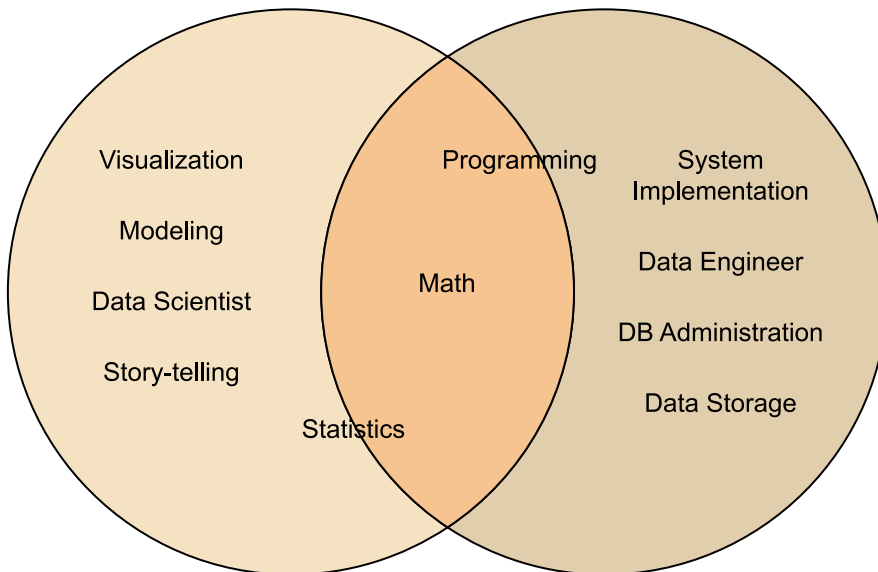 Visualization
Modeling
Data Scientist
Story-telling
Statistics
Programming
Math
System
Implementation
Data Engineer
DB Administration
Data Storage